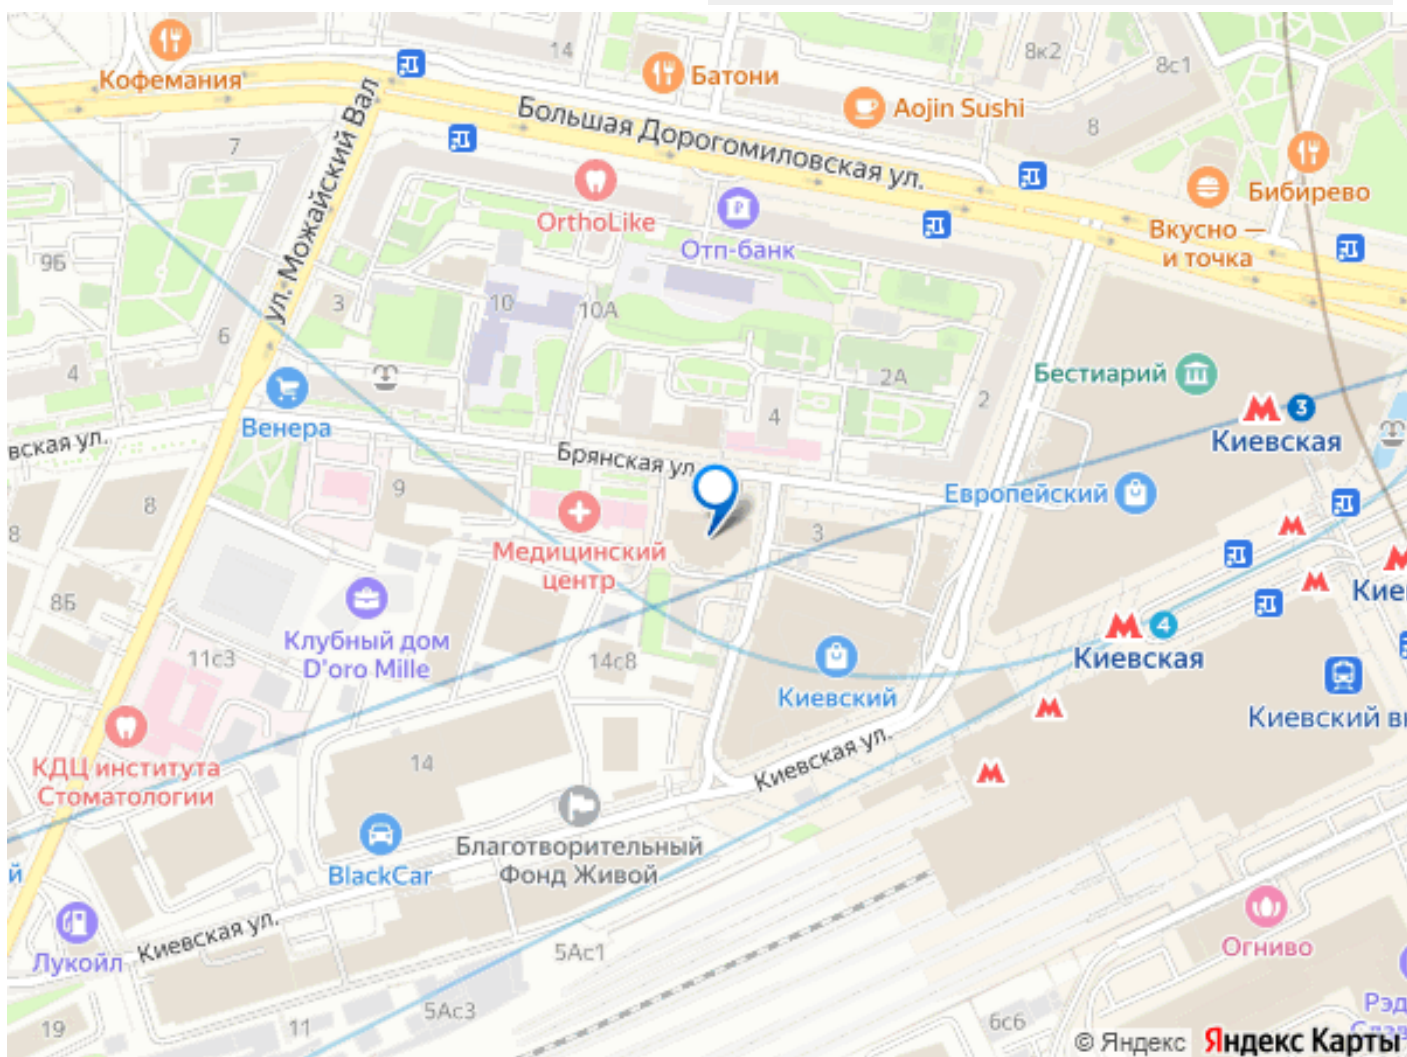 14
8к2
8с1
Кофемания
Батони
Aojin Sushi
Большая Дорогомиловская ул.
8
7
ул. Можайский Вал
Бибирево
OrthoLike
Отп-банк
Вкусно —
и точка
9Б
3
10
10А
6
4
2А
2
Бестиарий
3
Киевская
4
Венера
вская ул.
Брянская ул.
Европейский
9
8
3
8
Медицинский
центр
8Б
Кие
4
Киевская
Клубный дом
D'oro Mille
11с3
14с8
Киевский
Киевский в
КДЦ института
Стоматологии
14
Киевская ул.
Благотворительный
Фонд Живой
BlackCar
й
Киевская ул.
Лукойл
5Ас1
Огниво
5Ас3
11
19
6с6
Рэд
Слав
© Яндекс Яндекс Карты